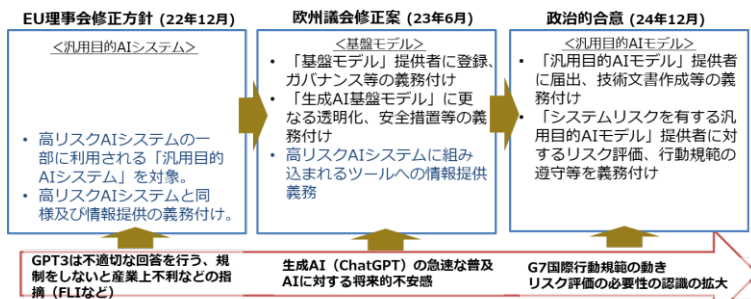 EU理事会修正方針（22年12月）
＜汎用目的AIシステム＞
• 高リスクAIシステムの一
部に利用される「汎用目的
AIシステム」を対象。
• 高リスクAIシステムと同
様及び情報提供の義務付け。
欧州議会修正案（23年6月）
＜基盤モデル＞
• 「基盤モデル」提供者に登録、
ガバナンス等の義務付け
• 「生成AI基盤モデル」に更
なる透明化、安全措置等の義
務付け
• 高リスクAIシステムに組み
込まれるツールへの情報提供
義務
政治的合意（24年12月）
＜汎用目的AIモデル＞
• 「汎用目的AIモデル」提供者
に届出、技術文書作成等の義
務付け
• 「システムリスクを有する汎
用目的AIモデル」提供者に対
するリスク評価、行動規範の
遵守等を義務付け
GPT3は不適切な回答を行う、規
制をしないと産業上不利などの指
摘（FLIなど）
生成AI（ChatGPT）の急速な普及
AIに対する将来的不安感
G7国際行動規範の動き
リスク評価の必要性の認識の拡大